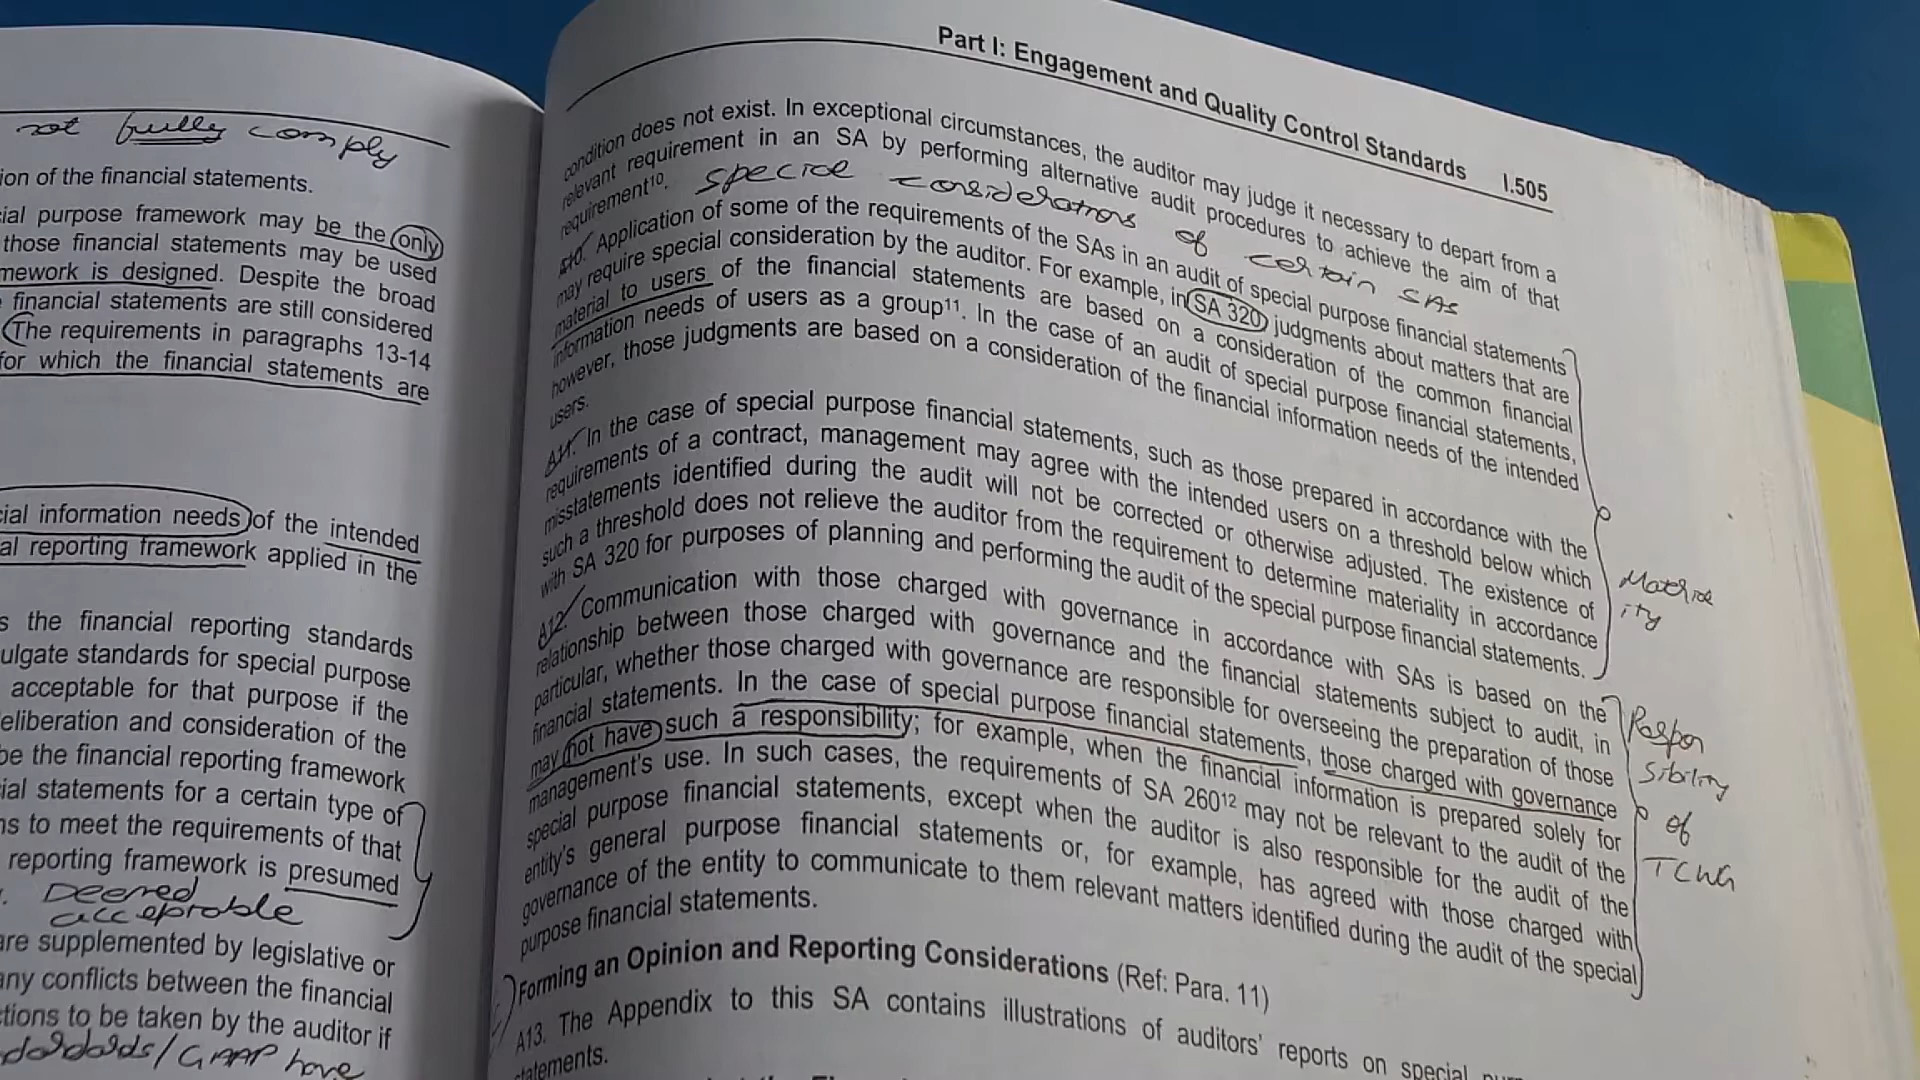 not fully comply
ion of the financial statements.
ial purpose framework may be the only
those financial statements may be used
mework is designed. Despite the broad
financial statements are still considered
The requirements in paragraphs 13-14
for which the financial statements are
cial information needs of the intended
al reporting framework applied in the
s the financial reporting standards
ulgate standards for special purpose
acceptable for that purpose if the
eliberation and consideration of the
be the financial reporting framework
ial statements for a certain type of
ns to meet the requirements of that
reporting framework is presumed
. Deemed
acceptable
are supplemented by legislative or
any conflicts between the financial
ctions to be taken by the auditor if
/ GAAP have
Part I: Engagement and Quality Control Standards I.505
condition does not exist. In exceptional circumstances, the auditor may judge it necessary to depart from a
relevant requirement in an SA by performing alternative audit procedures to achieve the aim of that
requirement¹⁰.
special considerations of certain SAs
A10. Application of some of the requirements of the SAs in an audit of special purpose financial statements
may require special consideration by the auditor. For example, in SA 320 judgments about matters that are
material to users of the financial statements are based on a consideration of the common financial
information needs of users as a group¹¹. In the case of an audit of special purpose financial statements,
however, those judgments are based on a consideration of the financial information needs of the intended
users.
A11. In the case of special purpose financial statements, such as those prepared in accordance with the
requirements of a contract, management may agree with the intended users on a threshold below which
misstatements identified during the audit will not be corrected or otherwise adjusted. The existence of
such a threshold does not relieve the auditor from the requirement to determine materiality in accordance
with SA 320 for purposes of planning and performing the audit of the special purpose financial statements.
Material
ity
A12. Communication with those charged with governance in accordance with SAs is based on the
relationship between those charged with governance and the financial statements subject to audit, in
particular, whether those charged with governance are responsible for overseeing the preparation of those
financial statements. In the case of special purpose financial statements, those charged with governance
may not have such a responsibility; for example, when the financial information is prepared solely for
management's use. In such cases, the requirements of SA 260¹² may not be relevant to the audit of the
special purpose financial statements, except when the auditor is also responsible for the audit of the
entity's general purpose financial statements or, for example, has agreed with those charged with
governance of the entity to communicate to them relevant matters identified during the audit of the special
purpose financial statements.
Respon
sibility
of
TCWG
Forming an Opinion and Reporting Considerations (Ref: Para. 11)
A13. The Appendix to this SA contains illustrations of auditors' reports on special
statements.